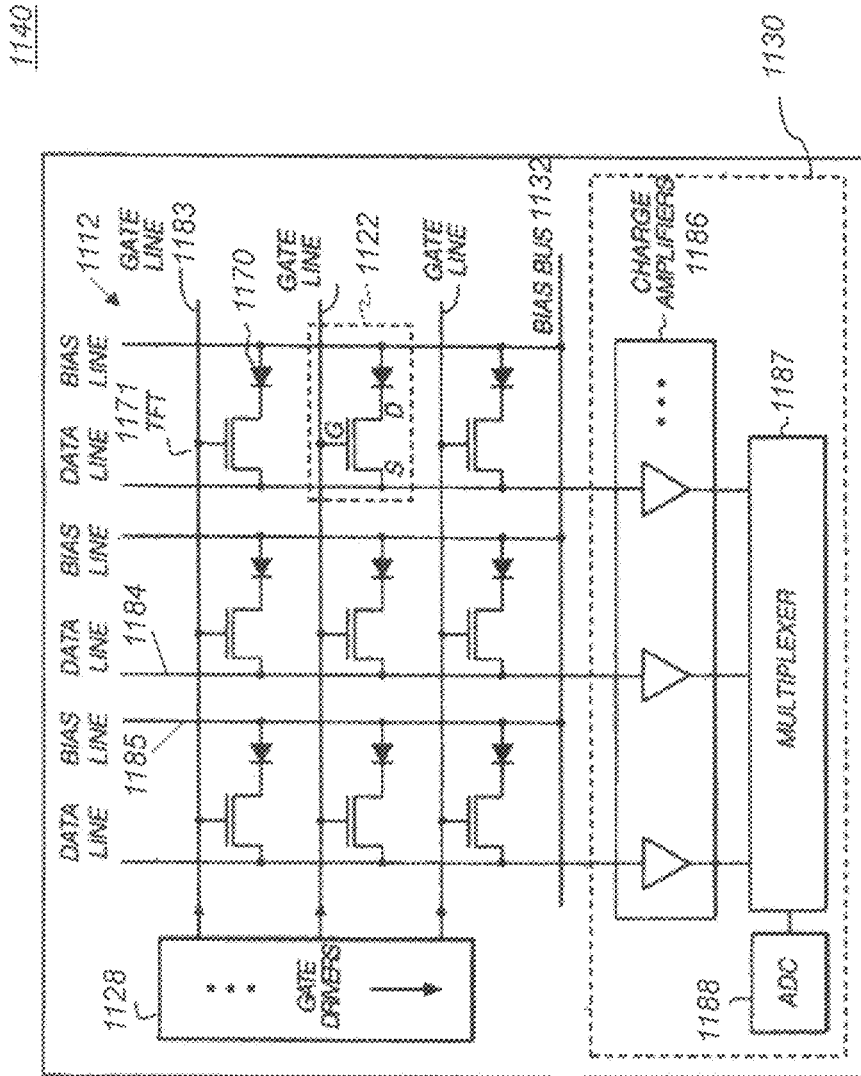 1140
1112
GATE
LINE
1183
BIAS
LINE
1171
TFT
DATA
LINE
BIAS
LINE
1184
DATA
LINE
BIAS
LINE
1185
DATA
LINE
1170
GATE
LINE
1122
G
S
D
GATE
LINE
BIAS BUS 1132
1128
GATE
DRIVERS
CHARGE
AMPLIFIERS
1186
1130
1187
MULTIPLEXER
ADC
1188